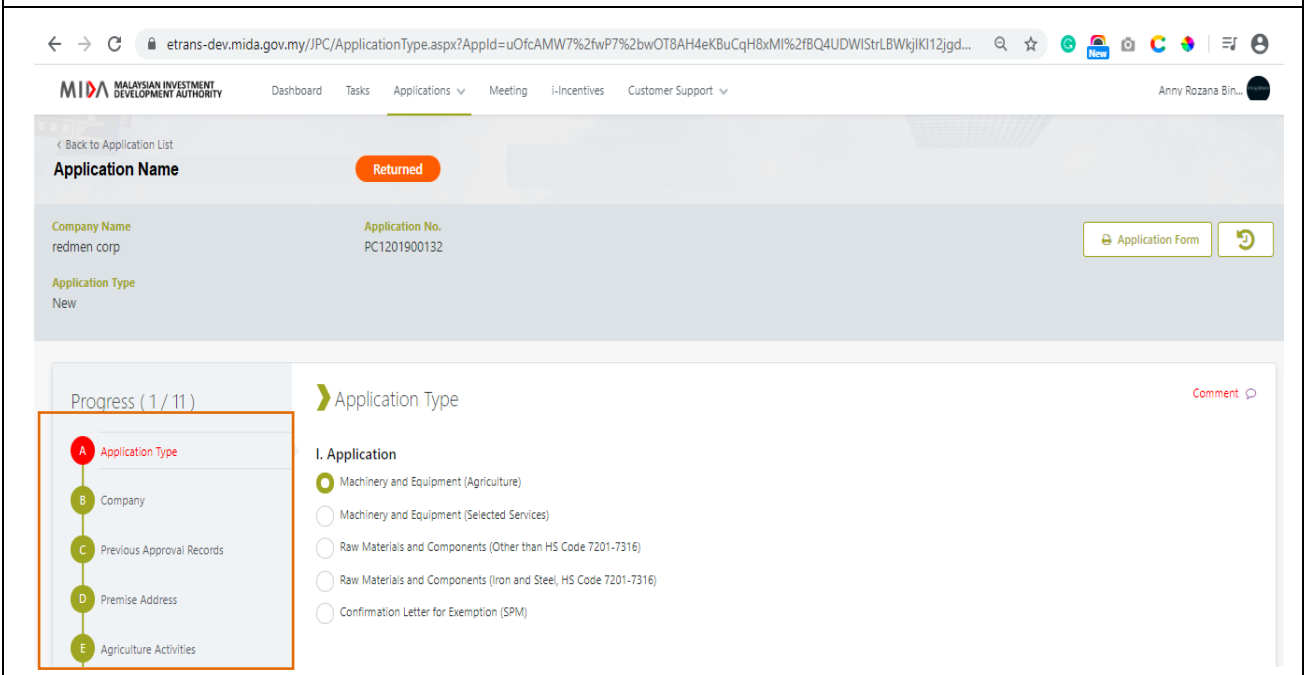 etrans-dev.mida.gov.my/JPC/ApplicationType.aspx?AppId=uOfcAMW7%2fwP7%2bwOT8AH4eKBuCqH8xMI%2fBQ4UDWIStrLBWkjlKI12jgd...
New
MIDA MALAYSIAN INVESTMENT DEVELOPMENT AUTHORITY
Dashboard Tasks Applications Meeting i-Incentives Customer Support Anny Rozana Bin...
< Back to Application List
Application Name Returned
Company Name Application No.
redmen corp PC1201900132
Application Form
Application Type
New
Progress ( 1 / 11 )
A Application Type
B Company
C Previous Approval Records
D Premise Address
E Agriculture Activities
Application Type
Comment
I. Application
Machinery and Equipment (Agriculture)
Machinery and Equipment (Selected Services)
Raw Materials and Components (Other than HS Code 7201-7316)
Raw Materials and Components (Iron and Steel, HS Code 7201-7316)
Confirmation Letter for Exemption (SPM)